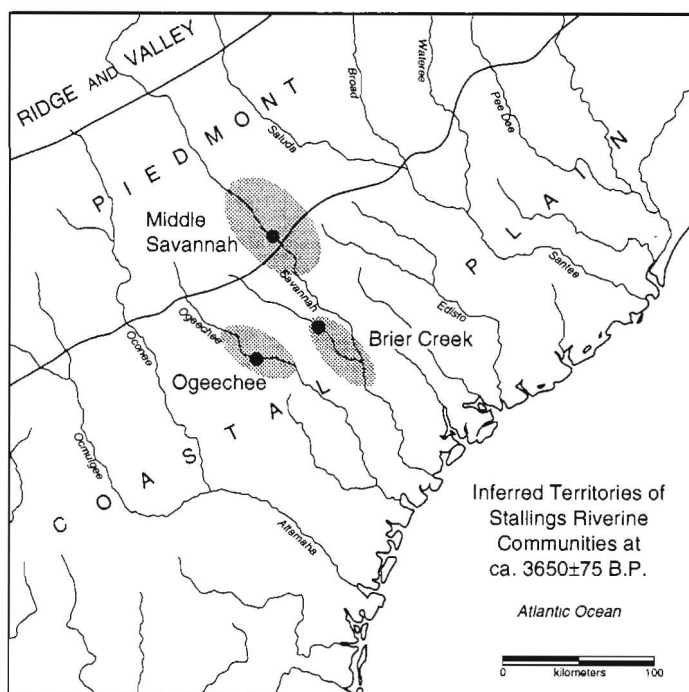 RIDGE AND VALLEY
PIEDMONT
COASTAL PLAIN
Broad
Wateree
Pee Dee
Saluda
Middle
Savannah
Savannah
Santee
Edisto
Ogeechee
Oconee
Brier Creek
Ogeechee
Ocmulgee
Altamaha
Inferred Territories of
Stallings Riverine
Communities at
ca. 3650±75 B.P.
Atlantic Ocean
0 kilometers 100